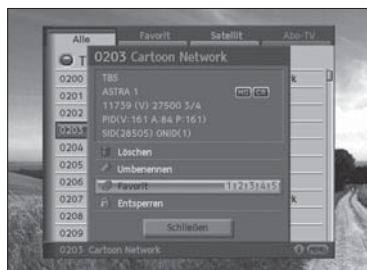 Alle Favorit Satellit Abo-TV
0203 Cartoon Network
TBS
ASTRA 1
11739 (V) 27500 3/4
PID(V:161 A:84 P:161)
SID(28505) ONID(1)
0200
0201
0202
0203
0204
0205
0206
0207
0208
0209
Löschen
Umbenennen
Favorit 1:2:3:4:5
Entsperren
Schließen
0203 Cartoon Network